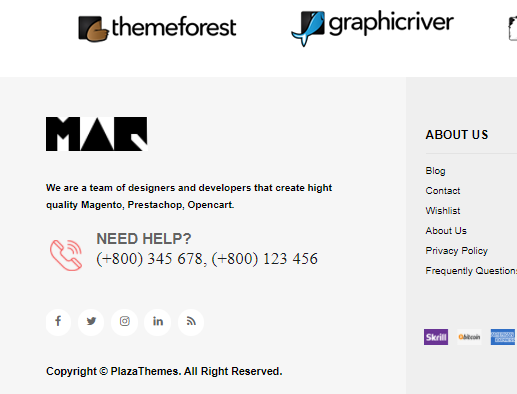 themeforest
graphicriver
We are a team of designers and developers that create hight
quality Magento, Prestachop, Opencart.
NEED HELP?
(+800) 345 678, (+800) 123 456
Copyright © PlazaThemes. All Right Reserved.
ABOUT US
Blog
Contact
Wishlist
About Us
Privacy Policy
Frequently Questions
Skrill
bitcoin